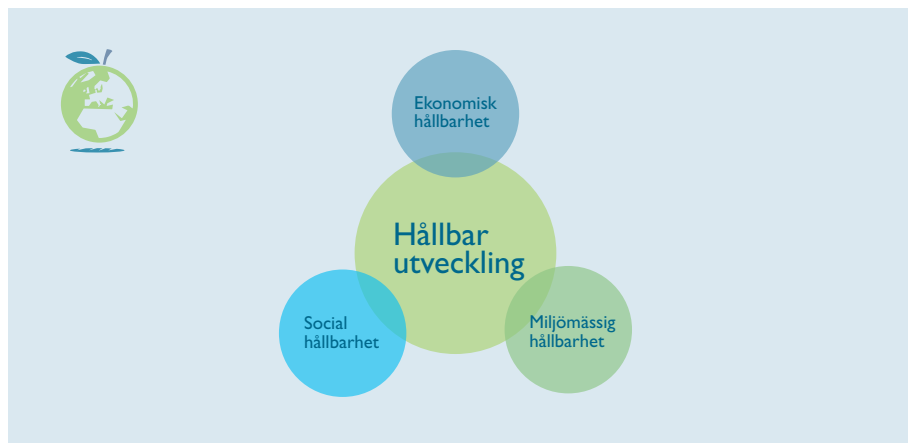 Ekonomisk
hållbarhet
Hållbar
utveckling
Social
hållbarhet
Miljömässig
hållbarhet